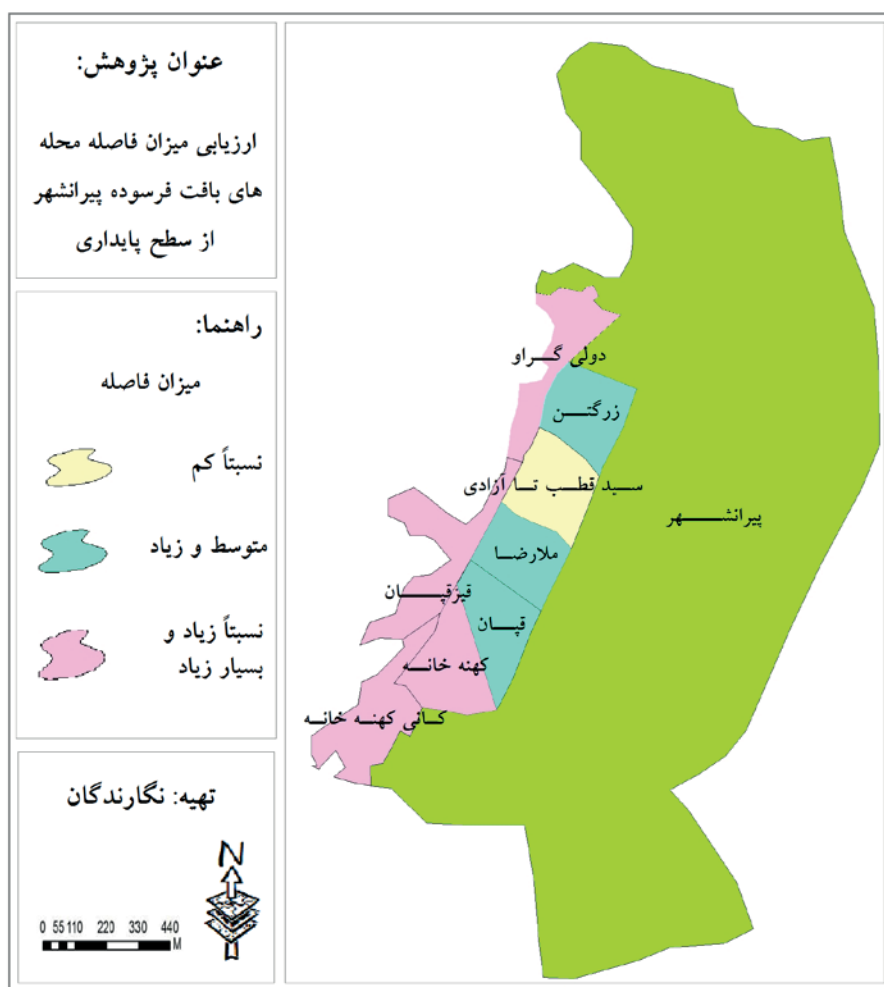 عنوان پژوهش:
ارزیابی میزان فاصله محله
های بافت فرسوده پیرانشهر
از سطح پایداری
راهنما:
میزان فاصله
نسبتاً کم
متوسط و زیاد
نسبتاً زیاد و
بسیار زیاد
تهیه: نگارندگان
N
0 55 110 220 330 440
M
دولی گراو
زرگتن
سید قطب تا آزادی
پیرانشهر
ملارضا
قیزقپان
قپان
کهنه خانه
کانی کهنه خانه